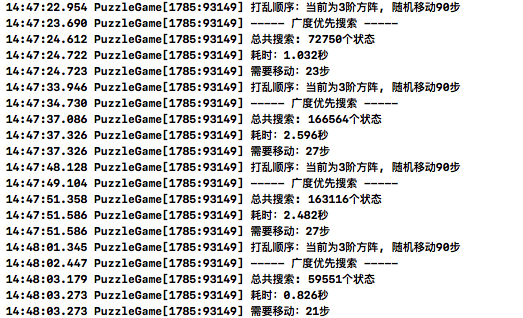 14:47:22.954 PuzzleGame[1785:93149] 打乱顺序：当前为3阶方阵，随机移动90步
14:47:23.690 PuzzleGame[1785:93149] ----- 广度优先搜索 -----
14:47:24.612 PuzzleGame[1785:93149] 总共搜索: 72750个状态
14:47:24.722 PuzzleGame[1785:93149] 耗时：1.032秒
14:47:24.723 PuzzleGame[1785:93149] 需要移动：23步
14:47:33.946 PuzzleGame[1785:93149] 打乱顺序：当前为3阶方阵，随机移动90步
14:47:34.730 PuzzleGame[1785:93149] ----- 广度优先搜索 -----
14:47:37.086 PuzzleGame[1785:93149] 总共搜索: 166564个状态
14:47:37.326 PuzzleGame[1785:93149] 耗时：2.596秒
14:47:37.326 PuzzleGame[1785:93149] 需要移动：27步
14:47:48.128 PuzzleGame[1785:93149] 打乱顺序：当前为3阶方阵，随机移动90步
14:47:49.104 PuzzleGame[1785:93149] ----- 广度优先搜索 -----
14:47:51.358 PuzzleGame[1785:93149] 总共搜索: 163116个状态
14:47:51.586 PuzzleGame[1785:93149] 耗时：2.482秒
14:47:51.586 PuzzleGame[1785:93149] 需要移动：27步
14:48:01.345 PuzzleGame[1785:93149] 打乱顺序：当前为3阶方阵，随机移动90步
14:48:02.447 PuzzleGame[1785:93149] ----- 广度优先搜索 -----
14:48:03.179 PuzzleGame[1785:93149] 总共搜索: 59551个状态
14:48:03.273 PuzzleGame[1785:93149] 耗时：0.826秒
14:48:03.273 PuzzleGame[1785:93149] 需要移动：21步